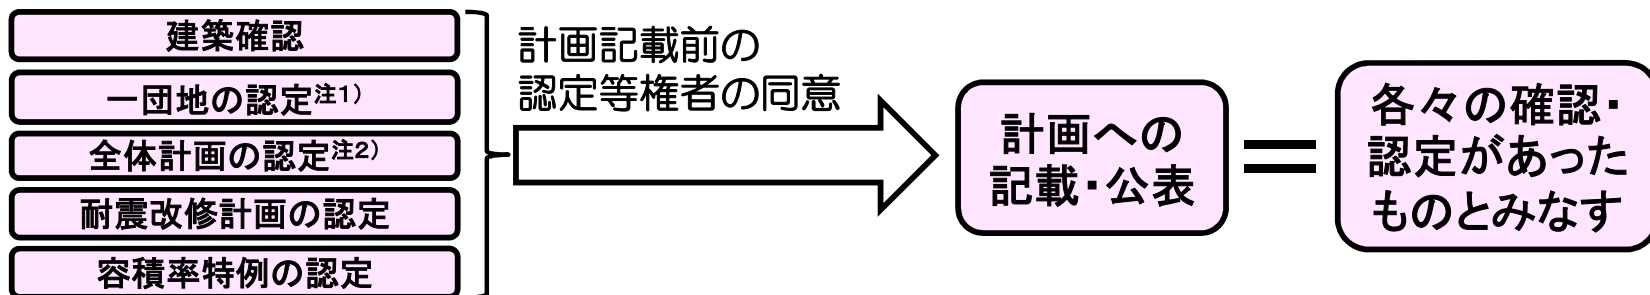 建築確認
一団地の認定注1）
全体計画の認定注2）
耐震改修計画の認定
容積率特例の認定
計画記載前の
認定等権者の同意
計画への
記載・公表
各々の確認・
認定があった
ものとみなす